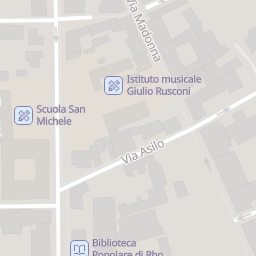 Via Madonna
Istituto musicale
Giulio Rusconi
Scuola San
Michele
Via Asilo
Biblioteca
Popolare di Rho